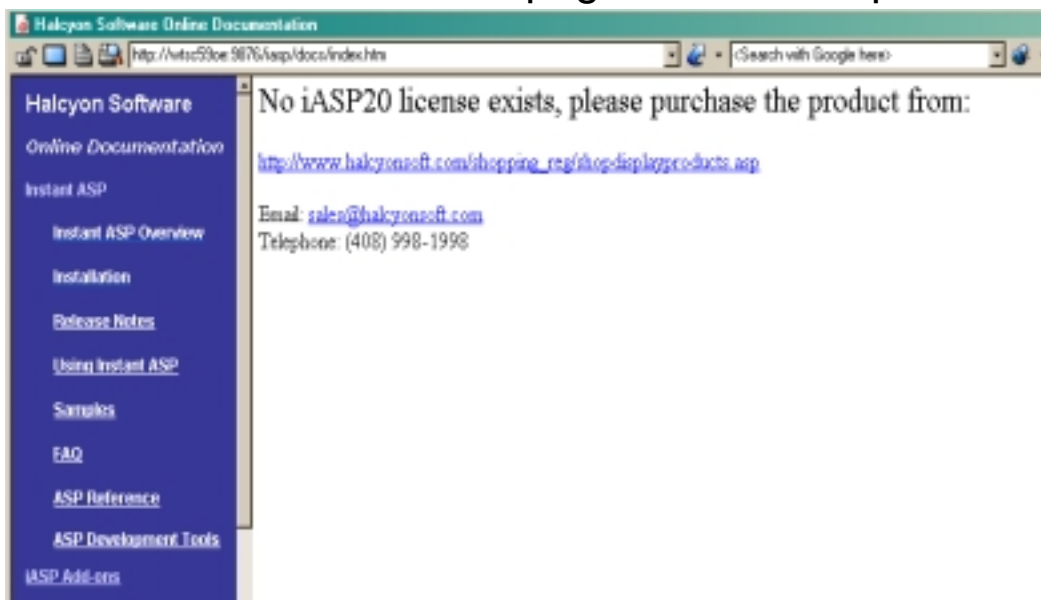 page
Halcyon Software Online Documentation
http://wtsc59oe:9876/iasp/docs/index.htm
<Search with Google here>
Halcyon Software
Online Documentation
Instant ASP
Instant ASP Overview
Installation
Release Notes
Using Instant ASP
Samples
FAQ
ASP Reference
ASP Development Tools
iASP Add-ons
No iASP20 license exists, please purchase the product from:
http://www.halcyonsoft.com/shopping_reg/shopdisplayproducts.asp
Email: sales@halcyonsoft.com
Telephone: (408) 998-1998